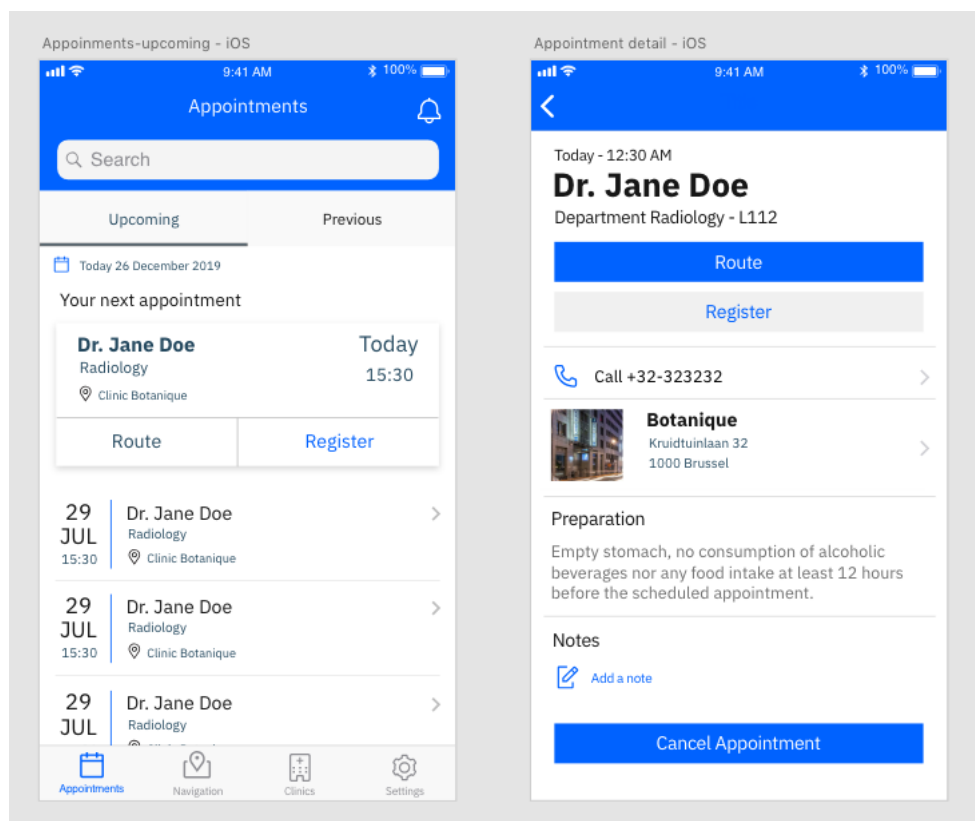 Appoinments-upcoming - iOS
9:41 AM
100%
Appointments
Search
Upcoming
Previous
Today 26 December 2019
Your next appointment
Dr. Jane Doe
Today
Radiology
15:30
Clinic Botanique
Route
Register
29
JUL
15:30
Dr. Jane Doe
Radiology
Clinic Botanique
29
JUL
15:30
Dr. Jane Doe
Radiology
Clinic Botanique
29
JUL
Dr. Jane Doe
Radiology
Appointments
Navigation
Clinics
Settings
Appointment detail - iOS
9:41 AM
100%
Today - 12:30 AM
Dr. Jane Doe
Department Radiology - L112
Route
Register
Call +32-323232
Botanique
Kruidtuinlaan 32
1000 Brussel
Preparation
Empty stomach, no consumption of alcoholic
beverages nor any food intake at least 12 hours
before the scheduled appointment.
Notes
Add a note
Cancel Appointment